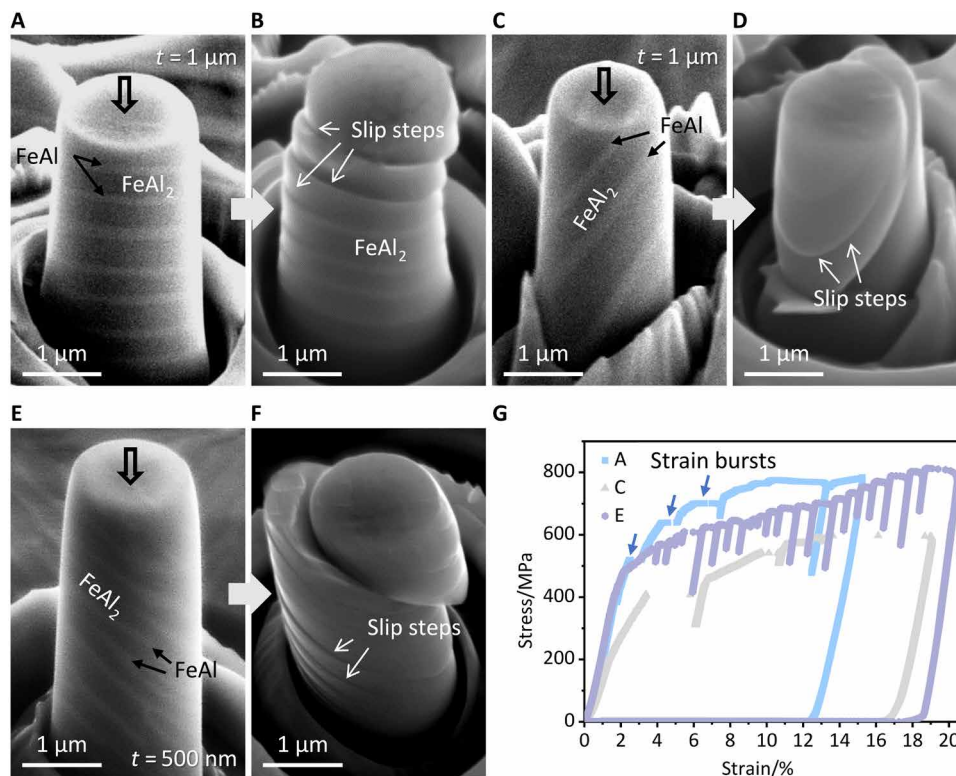 A
B
C
D
t = 1 μm
t = 1 μm
FeAl
FeAl₂
Slip steps
FeAl₂
FeAl
FeAl₂
Slip steps
1 μm
1 μm
1 μm
1 μm
E
F
G
FeAl₂
FeAl
Slip steps
1 μm
t = 500 nm
1 μm
A
C
E
Strain bursts
Stress/MPa
800
600
400
200
0
0 2 4 6 8 10 12 14 16 18 20
Strain/%